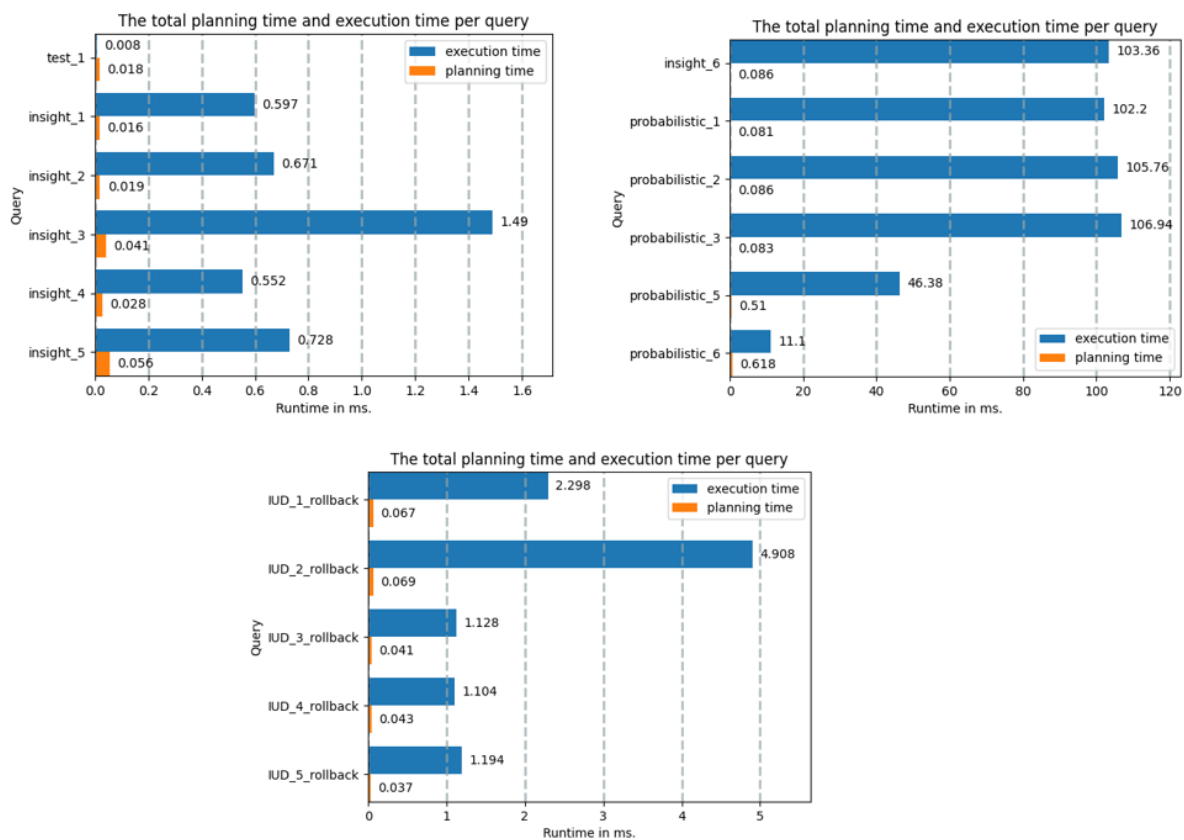 The total planning time and execution time per query
execution time
planning time
Query
test_1
0.008
0.018
insight_1
0.597
0.016
insight_2
0.671
0.019
insight_3
1.49
0.041
insight_4
0.552
0.028
insight_5
0.728
0.056
0.0 0.2 0.4 0.6 0.8 1.0 1.2 1.4 1.6
Runtime in ms.
The total planning time and execution time per query
Query
insight_6
103.36
0.086
probabilistic_1
102.2
0.081
probabilistic_2
105.76
0.086
probabilistic_3
106.94
0.083
probabilistic_5
46.38
0.51
probabilistic_6
11.1
0.618
execution time
planning time
0 20 40 60 80 100 120
Runtime in ms.
The total planning time and execution time per query
execution time
planning time
Query
IUD_1_rollback
2.298
0.067
IUD_2_rollback
4.908
0.069
IUD_3_rollback
1.128
0.041
IUD_4_rollback
1.104
0.043
IUD_5_rollback
1.194
0.037
0 1 2 3 4 5
Runtime in ms.